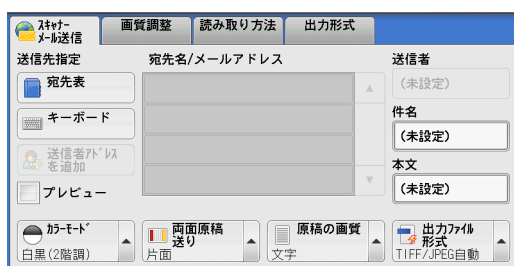 スキャナー
メール送信
画質調整
読み取り方法
出力形式
送信先指定
宛先名/メールアドレス
送信者
宛先表
(未設定)
キーボード
件名
(未設定)
送信者アドレス
を追加
本文
プレビュー
(未設定)
カラーモード
白黒(2階調)
両面原稿
送り
片面
原稿の画質
文字
出力ファイル
形式
TIFF/JPEG自動